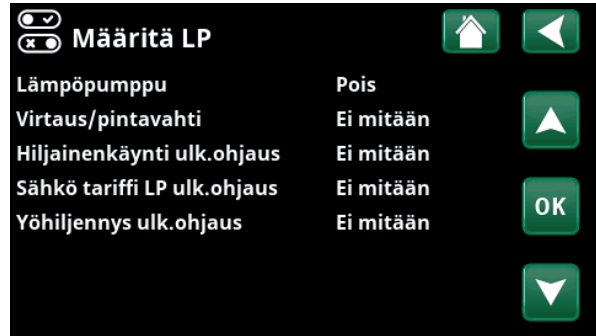 Määritä LP
Lämpöpumppu Pois
Virtaus/pintavahti Ei mitään
Hiljainenkäynti ulk.ohjaus Ei mitään
Sähkö tariffi LP ulk.ohjaus Ei mitään
OK
Yöhiljennys ulk.ohjaus Ei mitään